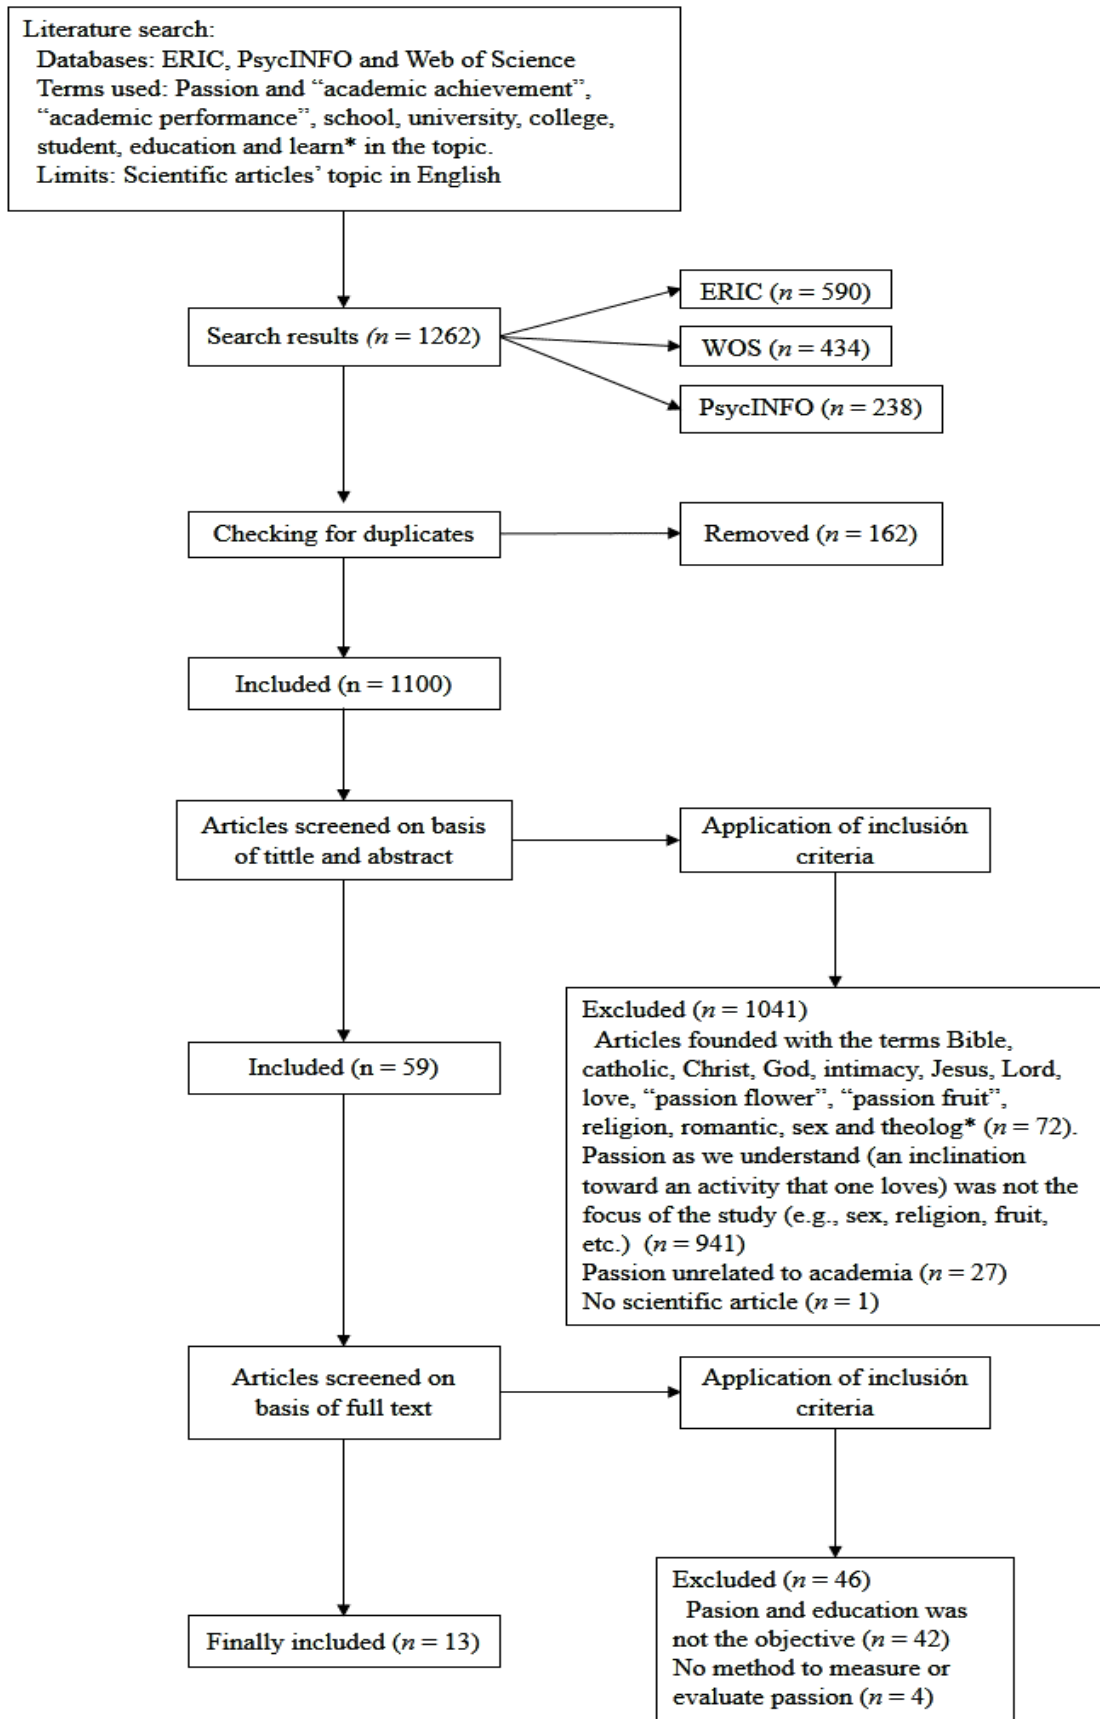 Literature search:
Databases: ERIC, PsycINFO and Web of Science
Terms used: Passion and “academic achievement”,
“academic performance”, school, university, college,
student, education and learn* in the topic.
Limits: Scientific articles’ topic in English
Search results (n = 1262)
ERIC (n = 590)
WOS (n = 434)
PsycINFO (n = 238)
Checking for duplicates
Removed (n = 162)
Included (n = 1100)
Articles screened on basis
of tittle and abstract
Application of inclusión
criteria
Excluded (n = 1041)
Articles founded with the terms Bible,
catholic, Christ, God, intimacy, Jesus, Lord,
love, “passion flower”, “passion fruit”,
religion, romantic, sex and theolog* (n = 72).
Passion as we understand (an inclination
toward an activity that one loves) was not the
focus of the study (e.g., sex, religion, fruit,
etc.) (n = 941)
Passion unrelated to academia (n = 27)
No scientific article (n = 1)
Included (n = 59)
Articles screened on
basis of full text
Application of inclusión
criteria
Excluded (n = 46)
Pasion and education was
not the objective (n = 42)
No method to measure or
evaluate passion (n = 4)
Finally included (n = 13)